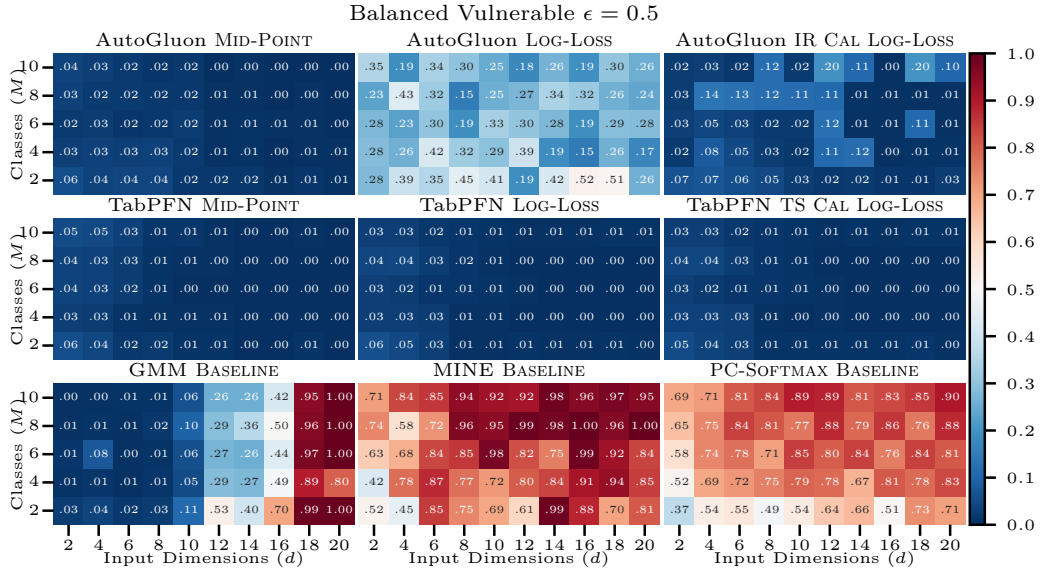 Balanced Vulnerable ϵ = 0.5
AutoGluon Mid-Point AutoGluon Log-Loss AutoGluon IR Cal Log-Loss
10 .04 .03 .02 .02 .02 .00 .00 .00 .00 .00 .35 .19 .34 .30 .25 .18 .26 .19 .30 .26 .02 .03 .02 .12 .02 .20 .11 .00 .20 .10
8 .03 .02 .02 .02 .01 .01 .01 .01 .00 .00 .23 .43 .32 .15 .25 .27 .34 .32 .26 .24 .03 .14 .13 .12 .11 .11 .01 .01 .01 .01
6 .02 .03 .02 .02 .01 .01 .01 .01 .01 .00 .28 .23 .30 .19 .33 .30 .28 .19 .29 .28 .03 .05 .03 .02 .02 .12 .01 .01 .11 .01
4 .03 .03 .03 .03 .02 .01 .01 .00 .01 .01 .28 .26 .42 .32 .29 .39 .19 .15 .26 .17 .02 .08 .05 .03 .02 .11 .12 .00 .01 .01
2 .06 .04 .04 .04 .02 .02 .01 .01 .01 .00 .28 .39 .35 .45 .41 .19 .42 .52 .51 .26 .07 .07 .06 .05 .03 .02 .02 .01 .01 .03
Classes (M)
TabPFN Mid-Point TabPFN Log-Loss TabPFN TS Cal Log-Loss
10 .05 .05 .03 .01 .01 .01 .00 .00 .00 .00 .03 .03 .02 .01 .01 .01 .00 .01 .01 .01 .03 .02 .01 .01 .01 .00 .01 .01 .01 .01
8 .04 .03 .02 .01 .01 .00 .00 .00 .00 .00 .04 .04 .03 .02 .01 .00 .00 .00 .00 .00 .04 .04 .03 .01 .01 .00 .00 .00 .00 .00
6 .03 .04 .02 .01 .00 .00 .00 .00 .00 .00 .03 .02 .01 .01 .00 .00 .00 .00 .00 .00 .03 .03 .02 .01 .01 .00 .00 .00 .00 .00
4 .03 .03 .03 .01 .01 .00 .00 .00 .00 .00 .03 .03 .01 .01 .01 .00 .00 .00 .00 .00 .03 .03 .01 .01 .01 .00 .00 .00 .00 .00
2 .06 .04 .02 .02 .01 .01 .01 .01 .00 .00 .06 .05 .03 .01 .01 .01 .01 .00 .00 .00 .05 .04 .03 .01 .01 .01 .01 .01 .00 .00
Classes (M)
GMM Baseline MINE Baseline PC-Softmax Baseline
10 .00 .00 .01 .01 .06 .26 .26 .42 .95 1.00 .71 .84 .85 .94 .92 .92 .98 .96 .97 .95 .69 .71 .81 .84 .89 .89 .81 .83 .85 .90
8 .01 .01 .01 .02 .10 .29 .36 .50 .96 1.00 .74 .58 .72 .96 .95 .99 .98 1.00 .96 1.00 .65 .75 .84 .81 .77 .88 .79 .86 .76 .88
6 .01 .08 .00 .01 .06 .27 .26 .44 .97 1.00 .63 .68 .84 .85 .98 .82 .75 .99 .92 .84 .58 .74 .78 .71 .85 .80 .84 .76 .74 .81
4 .01 .01 .01 .01 .05 .29 .27 .49 .89 .80 .42 .78 .87 .77 .72 .80 .84 .91 .94 .85 .52 .69 .72 .75 .79 .78 .67 .81 .78 .83
2 .03 .04 .02 .03 .11 .53 .40 .70 .99 1.00 .52 .45 .85 .75 .69 .61 .99 .88 .70 .81 .37 .54 .55 .49 .54 .64 .66 .51 .73 .71
Classes (M)
2 4 6 8 10 12 14 16 18 20 2 4 6 8 10 12 14 16 18 20 2 4 6 8 10 12 14 16 18 20
Input Dimensions (d) Input Dimensions (d) Input Dimensions (d)
1.0
0.9
0.8
0.7
0.6
0.5
0.4
0.3
0.2
0.1
0.0